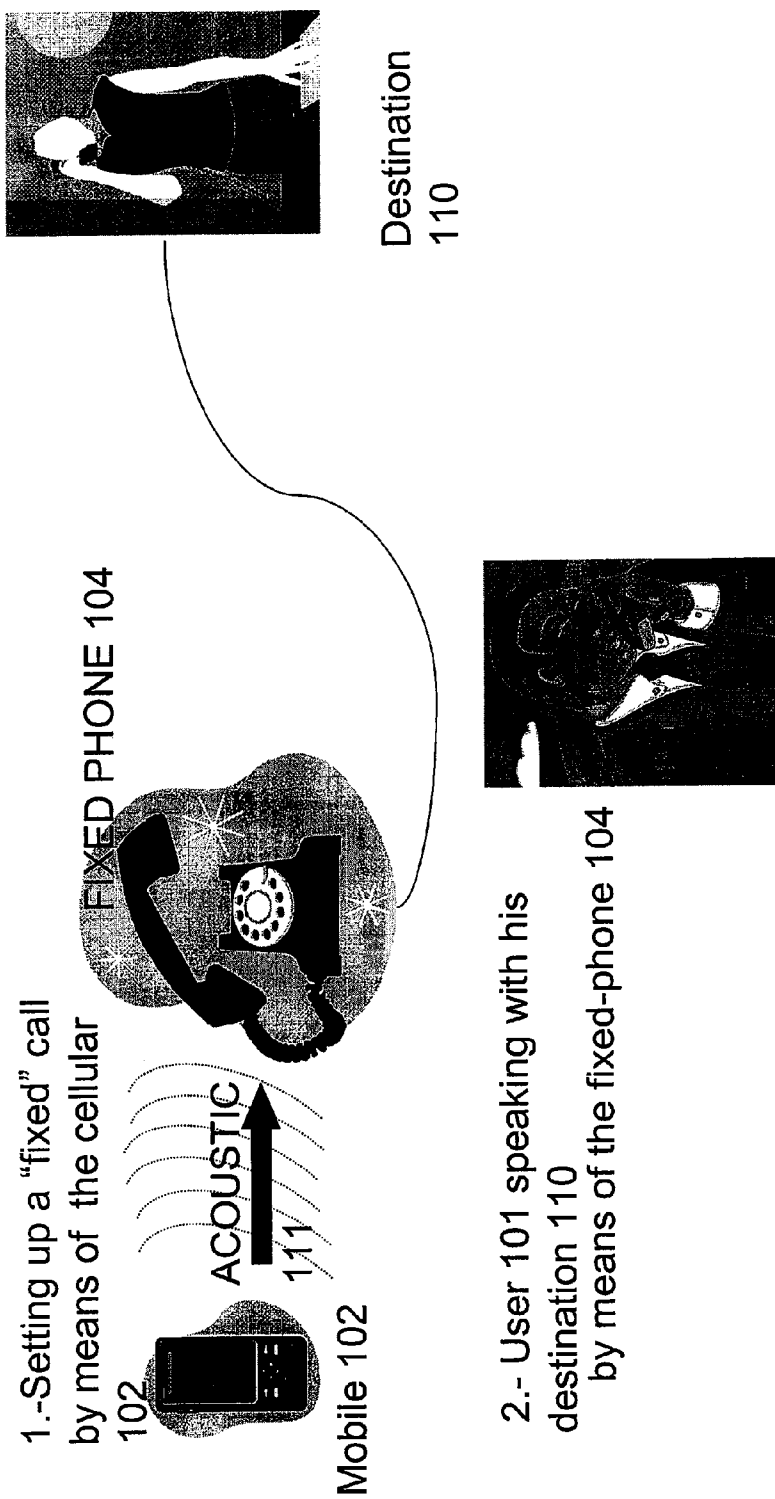 1.-Setting up a “fixed” call
by means of the cellular
102
FIXED PHONE 104
ACOUSTIC
111
Mobile 102
Destination
110
2.- User 101 speaking with his
destination 110
by means of the fixed-phone 104